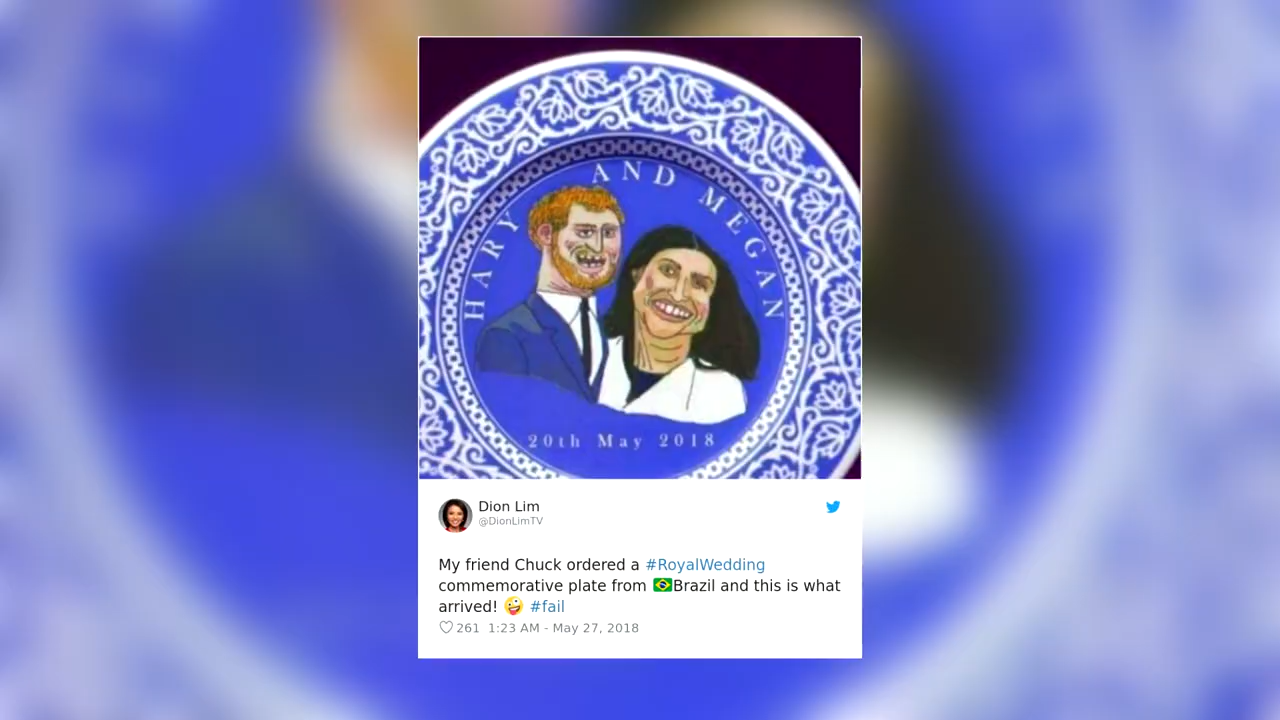 HARY AND MEGAN
20th May 2018
Dion Lim
@DionLimTV
My friend Chuck ordered a #RoyalWedding
commemorative plate from 🇧🇷Brazil and this is what
arrived! 🤪 #fail
♡ 261 1:23 AM - May 27, 2018